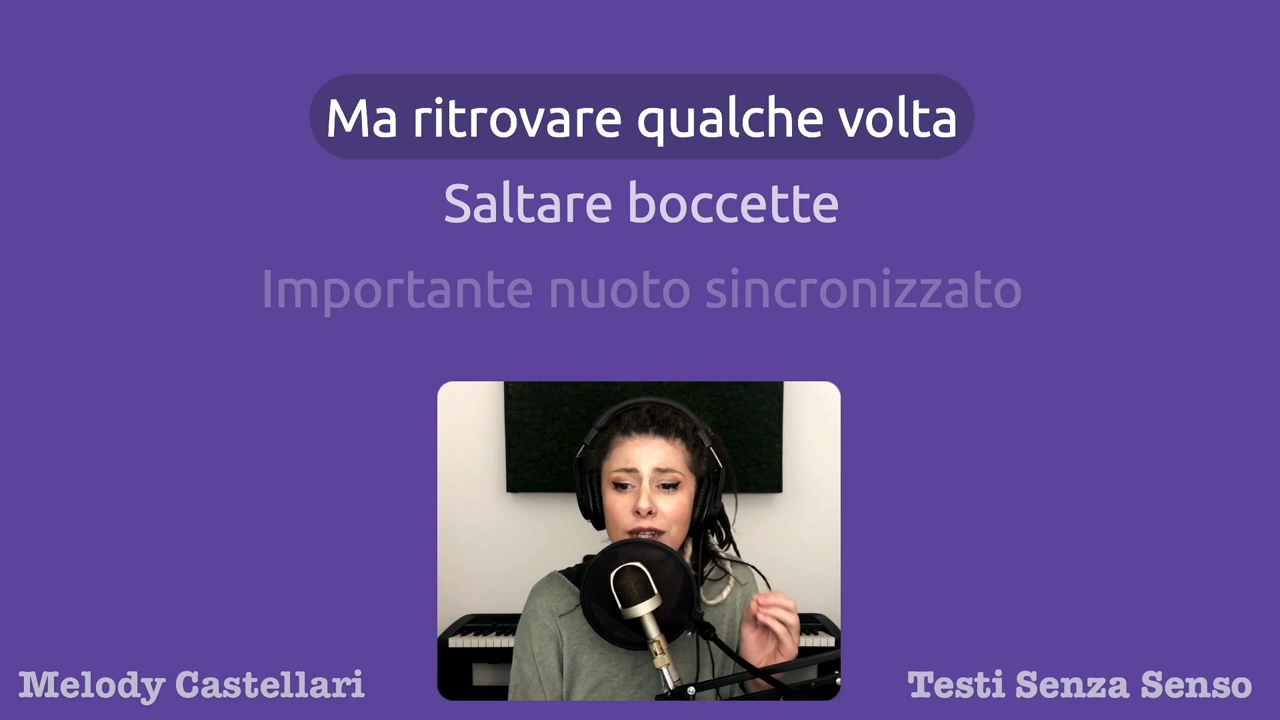 Ma ritrovare qualche volta
Saltare boccette
Importante nuoto sincronizzato
Melody Castellari
Testi Senza Senso